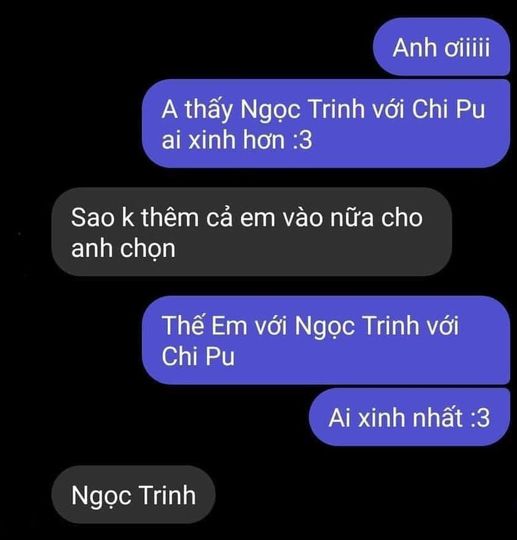 Anh ơiiiii
A thấy Ngọc Trinh với Chi Pu
ai xinh hơn :3
Sao k thêm cả em vào nữa cho
anh chọn
Thế Em với Ngọc Trinh với
Chi Pu
Ai xinh nhất :3
Ngọc Trinh